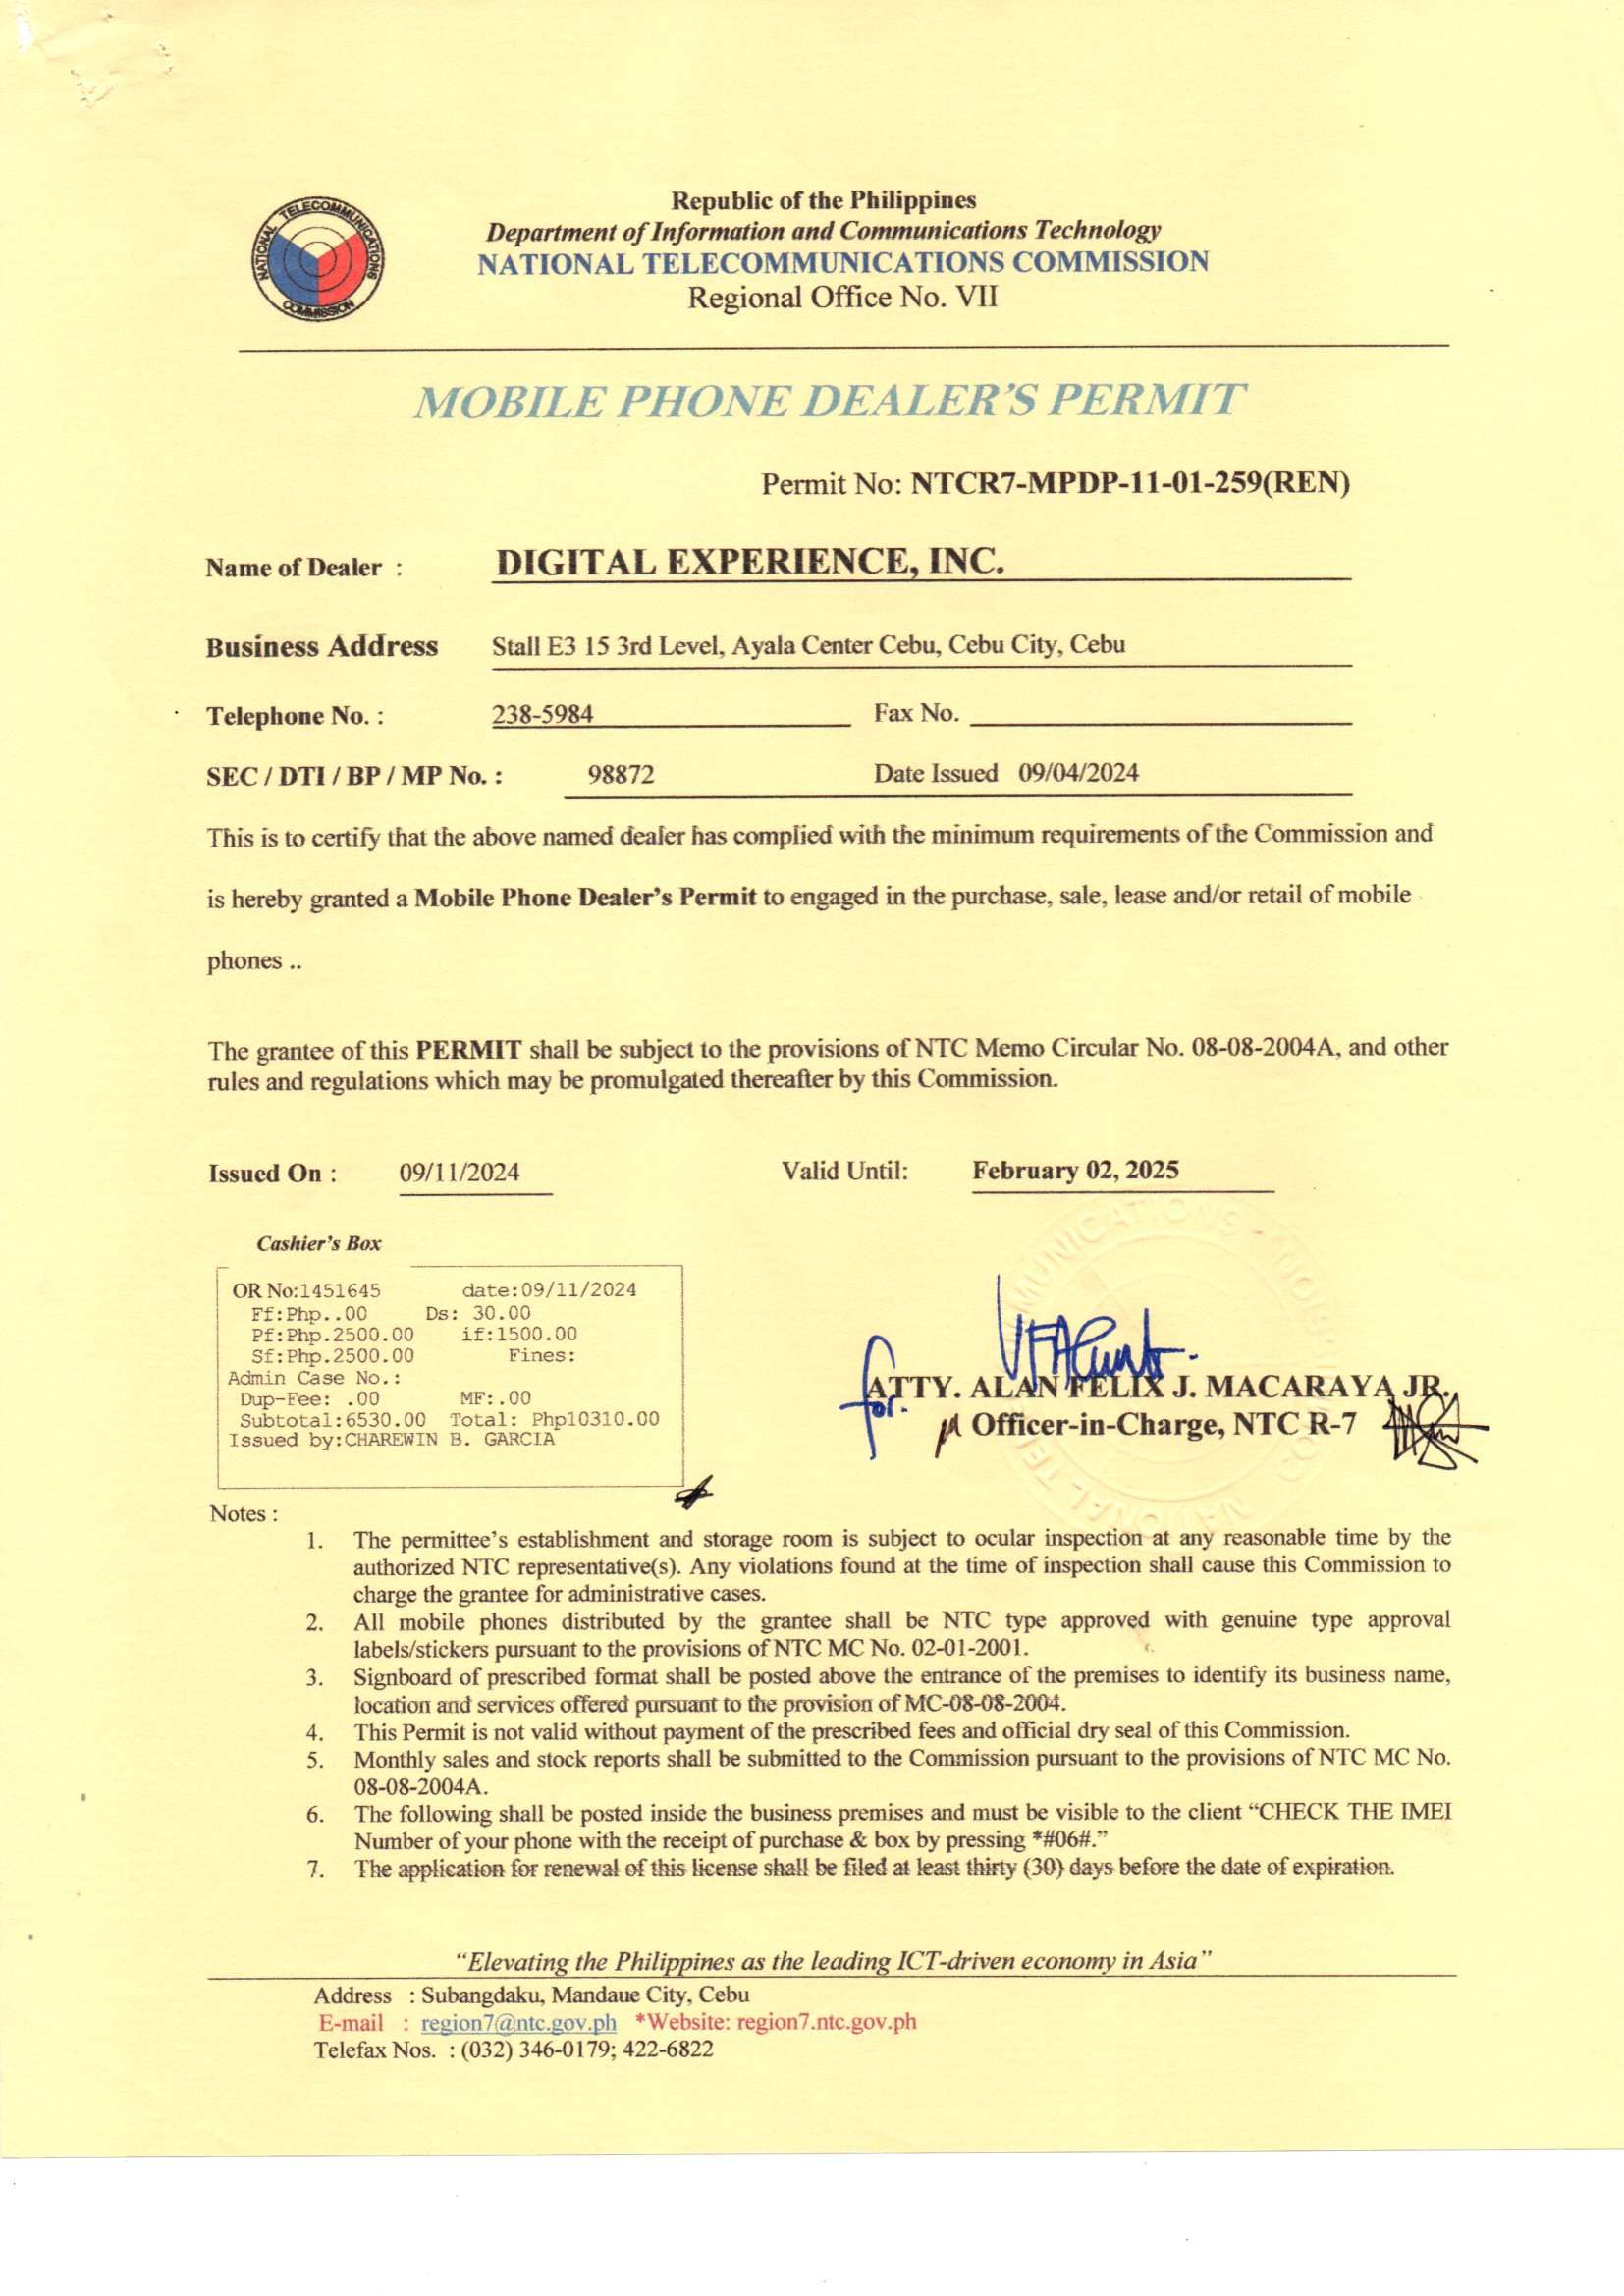 NATIONAL TELECOMMUNICATIONS COMMISSION
Republic of the Philippines
Department of Information and Communications Technology
NATIONAL TELECOMMUNICATIONS COMMISSION
Regional Office No. VII
MOBILE PHONE DEALER'S PERMIT
Permit No: NTCR7-MPDP-11-01-259(REN)
Name of Dealer : DIGITAL EXPERIENCE, INC.
Business Address Stall E3 15 3rd Level, Ayala Center Cebu, Cebu City, Cebu
Telephone No. : 238-5984 Fax No.
SEC / DTI / BP / MP No. : 98872 Date Issued 09/04/2024
This is to certify that the above named dealer has complied with the minimum requirements of the Commission and
is hereby granted a Mobile Phone Dealer's Permit to engaged in the purchase, sale, lease and/or retail of mobile
phones ..
The grantee of this PERMIT shall be subject to the provisions of NTC Memo Circular No. 08-08-2004A, and other
rules and regulations which may be promulgated thereafter by this Commission.
Issued On : 09/11/2024 Valid Until: February 02, 2025
Cashier's Box
OR No:1451645 date:09/11/2024
Ff:Php..00 Ds: 30.00
Pf:Php.2500.00 if:1500.00
Sf:Php.2500.00 Fines:
Admin Case No.:
Dup-Fee: .00 MF:.00
Subtotal:6530.00 Total: Php10310.00
Issued by:CHAREWIN B. GARCIA
for:
ATTY. ALAN FELIX J. MACARAYA JR.
Officer-in-Charge, NTC R-7
Notes :
1. The permittee's establishment and storage room is subject to ocular inspection at any reasonable time by the
authorized NTC representative(s). Any violations found at the time of inspection shall cause this Commission to
charge the grantee for administrative cases.
2. All mobile phones distributed by the grantee shall be NTC type approved with genuine type approval
labels/stickers pursuant to the provisions of NTC MC No. 02-01-2001.
3. Signboard of prescribed format shall be posted above the entrance of the premises to identify its business name,
location and services offered pursuant to the provision of MC-08-08-2004.
4. This Permit is not valid without payment of the prescribed fees and official dry seal of this Commission.
5. Monthly sales and stock reports shall be submitted to the Commission pursuant to the provisions of NTC MC No.
08-08-2004A.
6. The following shall be posted inside the business premises and must be visible to the client "CHECK THE IMEI
Number of your phone with the receipt of purchase & box by pressing *#06#."
7. The application for renewal of this license shall be filed at least thirty (30) days before the date of expiration.
"Elevating the Philippines as the leading ICT-driven economy in Asia"
Address : Subangdaku, Mandaue City, Cebu
E-mail : region7@ntc.gov.ph *Website: region7.ntc.gov.ph
Telefax Nos. : (032) 346-0179; 422-6822